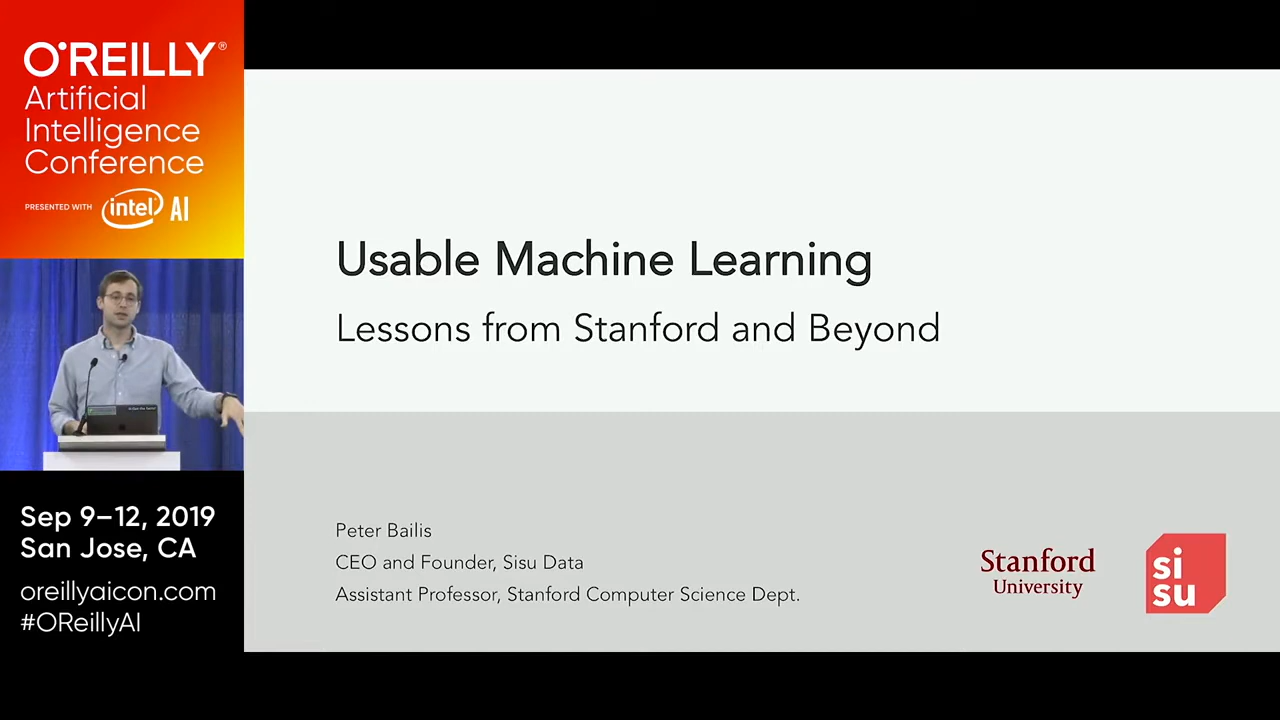 O'REILLY®
Artificial
Intelligence
Conference
PRESENTED WITH intel AI
Sep 9–12, 2019
San Jose, CA
oreillyaicon.com
#OReillyAI
Usable Machine Learning
Lessons from Stanford and Beyond
Peter Bailis
CEO and Founder, Sisu Data
Assistant Professor, Stanford Computer Science Dept.
Stanford
University
si
su